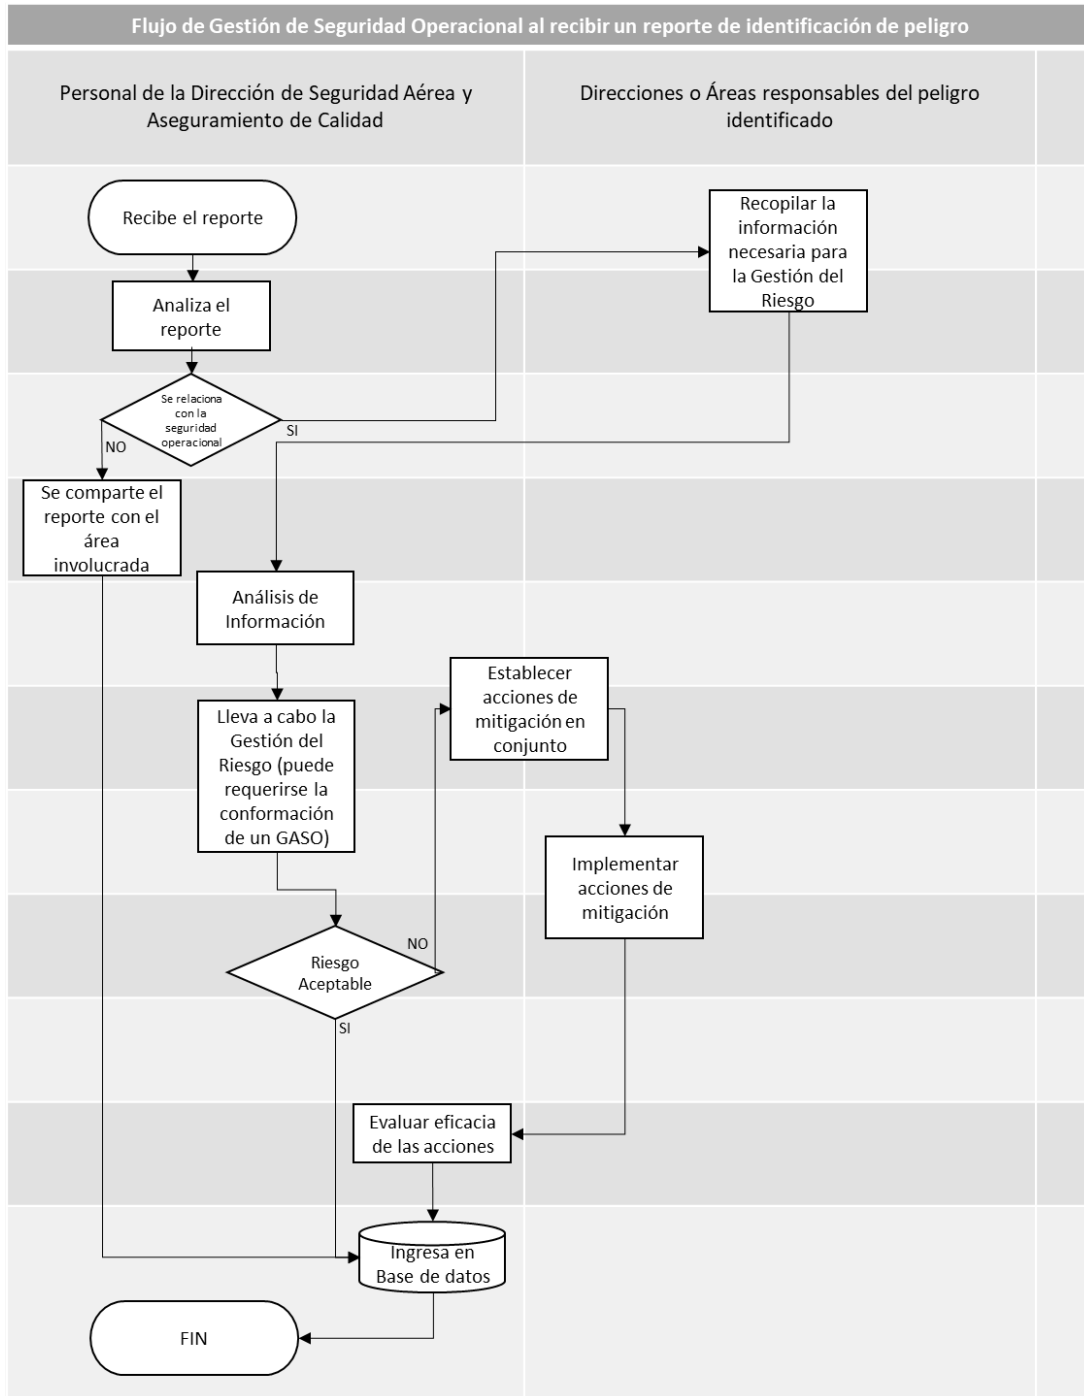 Flujo de Gestión de Seguridad Operacional al recibir un reporte de identificación de peligro
Personal de la Dirección de Seguridad Aérea y
Aseguramiento de Calidad
Direcciones o Áreas responsables del peligro
identificado
Recibe el reporte
Recopilar la
información
necesaria para
la Gestión del
Riesgo
Analiza el
reporte
Se relaciona
con la
seguridad
operacional
SI
NO
Se comparte el
reporte con el
área
involucrada
Análisis de
Información
Lleva a cabo la
Gestión del
Riesgo (puede
requerirse la
conformación
de un GASO)
Establecer
acciones de
mitigación en
conjunto
Implementar
acciones de
mitigación
Riesgo
Aceptable
NO
SI
Evaluar eficacia
de las acciones
Ingresa en
Base de datos
FIN